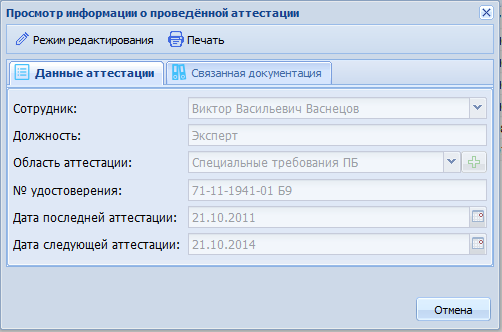 Просмотр информации о проведённой аттестации
Режим редактирования Печать
Данные аттестации Связанная документация
Сотрудник: Виктор Васильевич Васнецов
Должность: Эксперт
Область аттестации: Специальные требования ПБ
№ удостоверения: 71-11-1941-01 Б9
Дата последней аттестации: 21.10.2011
Дата следующей аттестации: 21.10.2014
Отмена